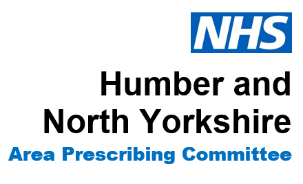 NHS
Humber and
North Yorkshire
Area Prescribing Committee